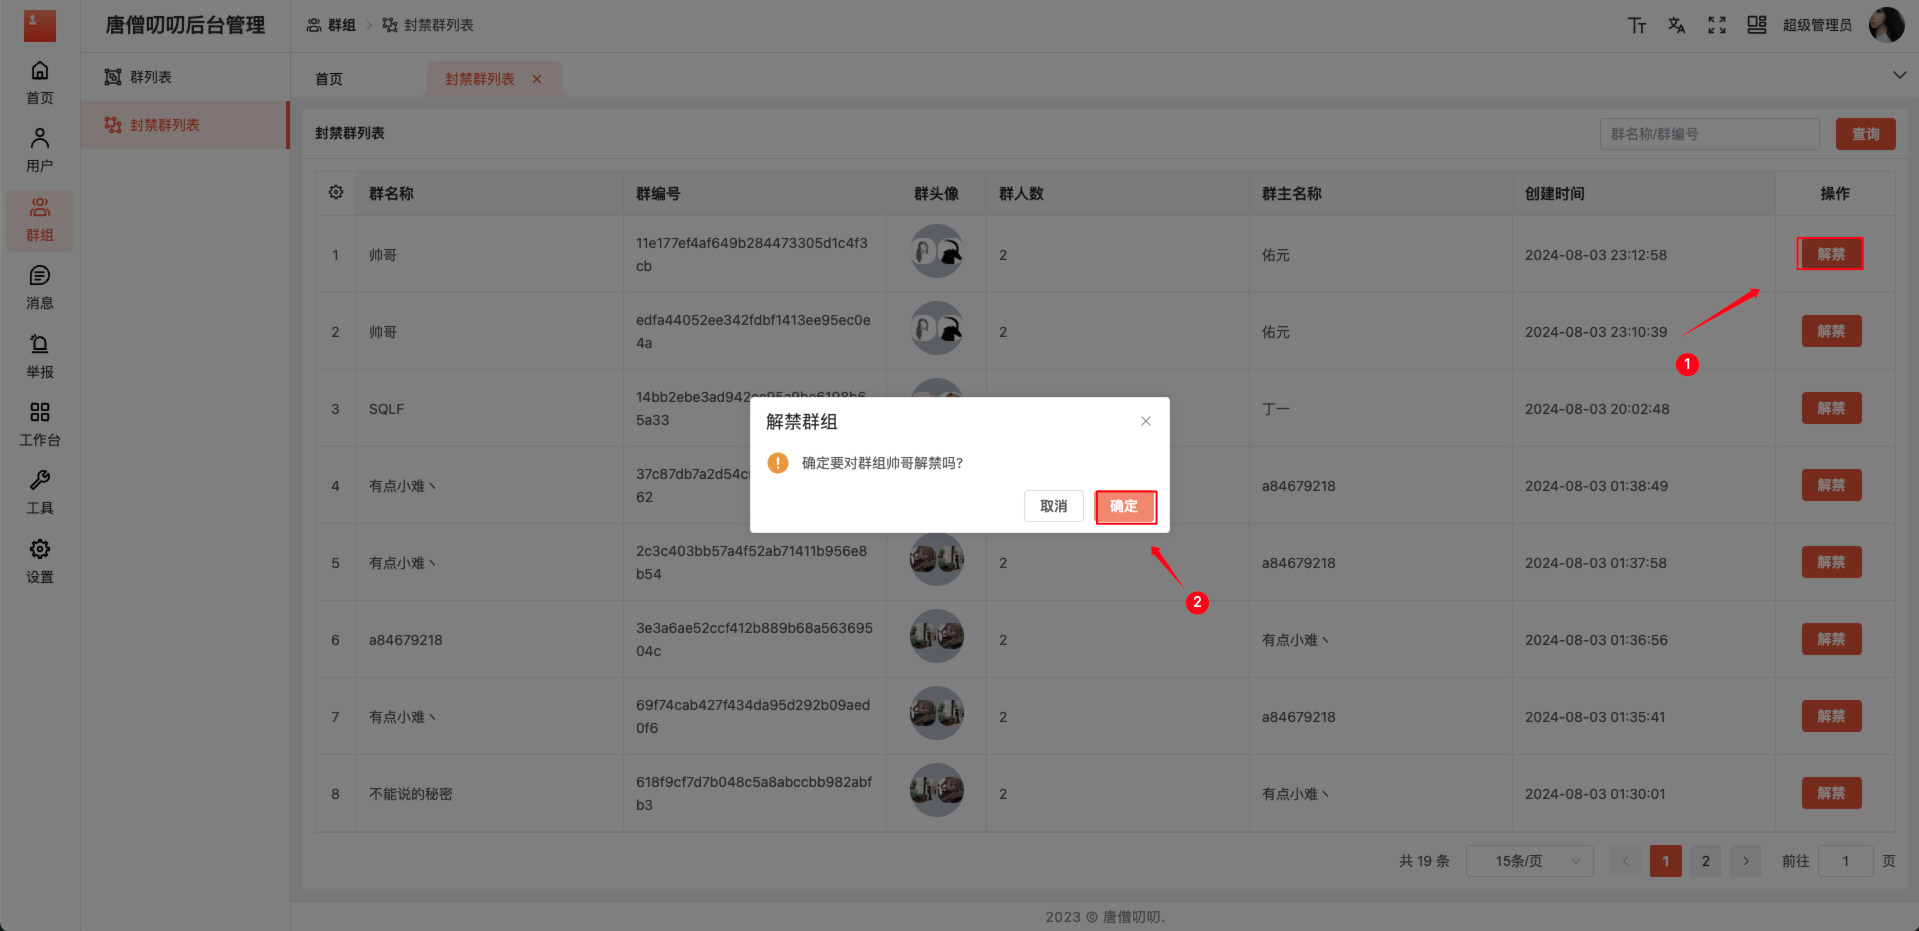 唐僧叨叨后台管理
群组
封禁群列表
超级管理员
首页
用户
群组
消息
举报
工作台
工具
设置
群列表
封禁群列表
首页
封禁群列表
封禁群列表
群名称/群编号
查询
群名称 群编号 群头像 群人数 群主名称 创建时间 操作
1 帅哥 11e177ef4af649b284473305d1c4f3cb 2 佑元 2024-08-03 23:12:58 解禁
2 帅哥 edfa44052ee342fdbf1413ee95ec0e4a 2 佑元 2024-08-03 23:10:39 解禁
1
3 SQLF 5a33 丁一 2024-08-03 20:02:48 解禁
4 有点小难丶 37c87db7a2d54c 62 a84679218 2024-08-03 01:38:49 解禁
5 有点小难丶 2c3c403bb57a4f52ab71411b956e8b54 2 a84679218 2024-08-03 01:37:58 解禁
6 a84679218 3e3a6ae52ccf412b889b68a56369504c 2 有点小难丶 2024-08-03 01:36:56 解禁
7 有点小难丶 69f74cab427f434da95d292b09aed0f6 2 a84679218 2024-08-03 01:35:41 解禁
8 不能说的秘密 618f9cf7d7b048c5a8abccbb982abfb3 2 有点小难丶 2024-08-03 01:30:01 解禁
解禁群组
确定要对群组帅哥解禁吗?
取消 确定
2
共 19 条 15条/页 1 2 前往 1 页
2023 © 唐僧叨叨.